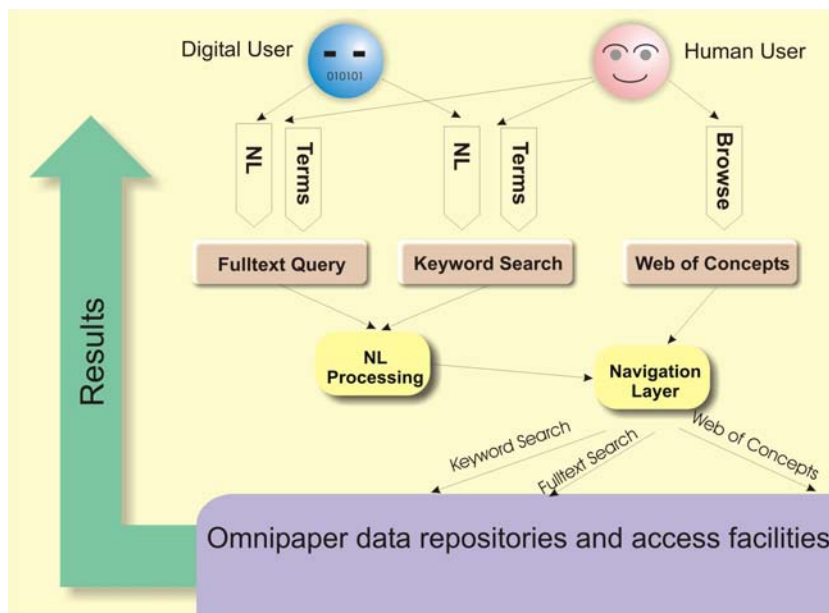 Digital User
Human User
010101
NL
Terms
NL
Terms
Browse
Fulltext Query
Keyword Search
Web of Concepts
NL
Processing
Navigation
Layer
Results
Keyword Search
Fulltext Search
Web of Concepts
Omnipaper data repositories and access facilities